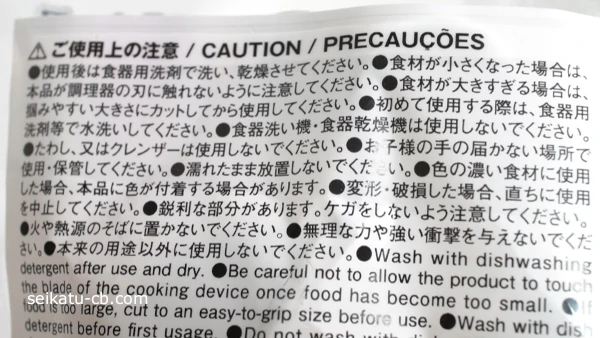 ⚠ご使用上の注意 / CAUTION / PRECAUÇÕES
●使用後は食器用洗剤で洗い、乾燥させてください。●食材が小さくなった場合は、
本品が調理器の刃に触れないように注意してください。●食材が大きすぎる場合は、
掴みやすい大きさにカットしてから使用してください。●初めて使用する際は、食器用
洗剤等で水洗いしてください。●食器洗い機・食器乾燥機は使用しないでください。
●たわし、又はクレンザーは使用しないでください。●お子様の手の届かない場所で
使用・保管してください。●濡れたまま放置しないでください。●色の濃い食材に使用
した場合、本品に色が付着する場合があります。●変形・破損した場合、直ちに使用
を中止してください。●鋭利な部分があります。ケガをしないよう注意してください。
●火や熱源のそばに置かないでください。●無理な力や強い衝撃を与えないでくだ
さい。●本来の用途以外に使用しないでください。●Wash with dishwashing
detergent after use and dry. ●Be careful not to allow the product to touch
the blade of the cooking device once food has become too small. ●If
food is too large, cut to an easy-to-grip size before use. ●Wash with dish
detergent before first usage. ●Do not wash with dish
seikatu-cb.com